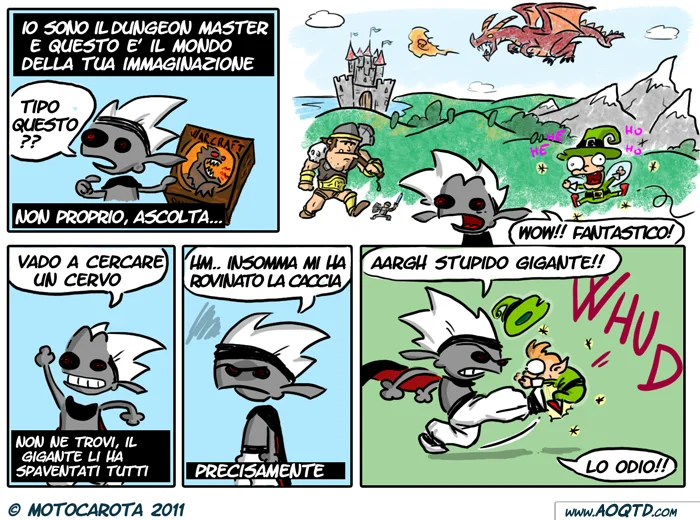 IO SONO IL DUNGEON MASTER
E QUESTO E' IL MONDO
DELLA TUA IMMAGINAZIONE
TIPO
QUESTO
??
WARCRAFT
NON PROPRIO, ASCOLTA...
HE
HE
HO
HO
WOW!! FANTASTICO!
VADO A CERCARE
UN CERVO
NON NE TROVI, IL
GIGANTE LI HA
SPAVENTATI TUTTI
HM.. INSOMMA MI HA
ROVINATO LA CACCIA
PRECISAMENTE
AARGH STUPIDO GIGANTE!!
WHUD
LO ODIO!!
© MOTOCAROTA 2011
www.AOQTD.com